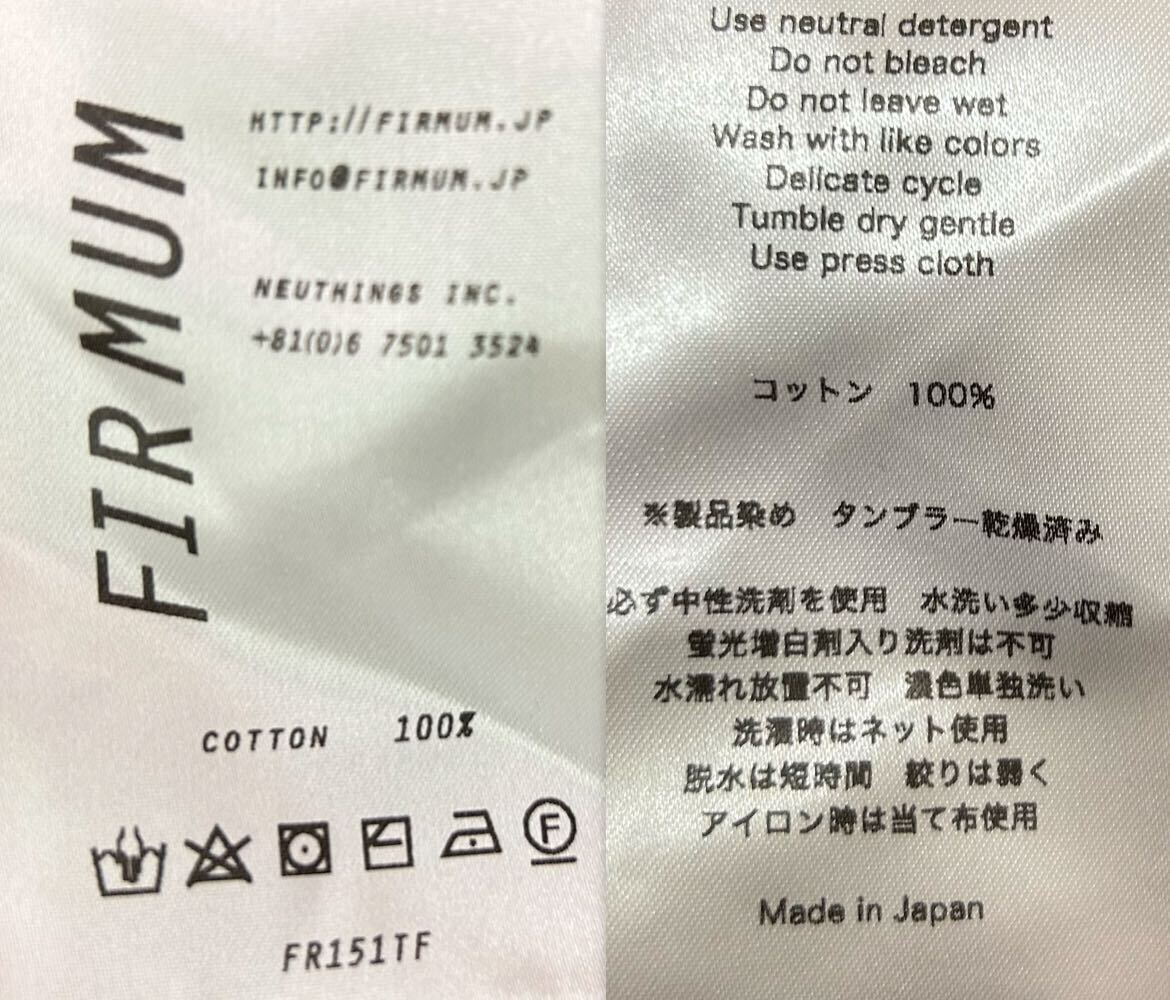 FIRMUM
HTTP://FIRMUM.JP
INFO@FIRMUM.JP
NEUTHINGS INC.
+81(0)6 7501 3524
COTTON 100%
F
FR151TF
Use neutral detergent
Do not bleach
Do not leave wet
Wash with like colors
Delicate cycle
Tumble dry gentle
Use press cloth
コットン 100%
※製品染め タンブラー乾燥済み
必ず中性洗剤を使用 水洗い多少収縮
蛍光増白剤入り洗剤は不可
水濡れ放置不可 濃色単独洗い
洗濯時はネット使用
脱水は短時間 絞りは弱く
アイロン時は当て布使用
Made in Japan